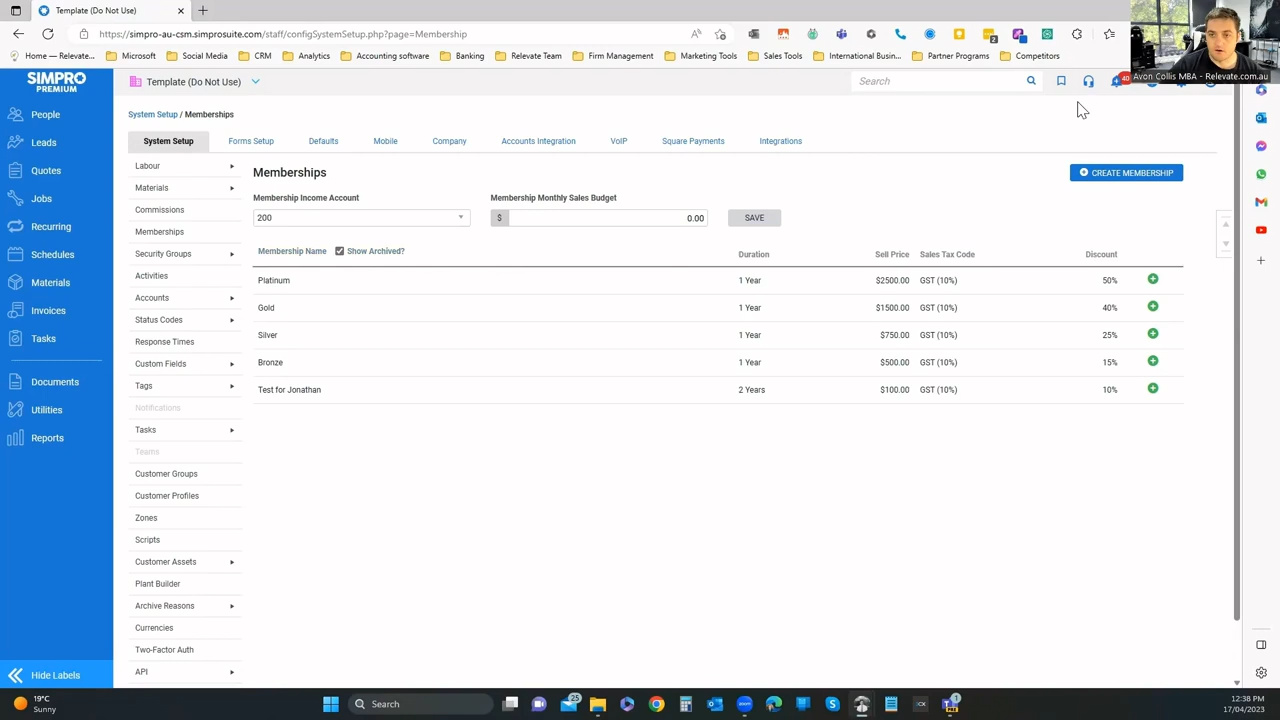 Template (Do Not Use)
https://simpro-au-csm.simprosuite.com/staff/configSystemSetup.php?page=Membership
Home — Relevate...
Microsoft
Social Media
CRM
Analytics
Accounting software
Banking
Relevate Team
Firm Management
Marketing Tools
Sales Tools
International Busi...
Partner Programs
Competitors
Avon Collis MBA - Relevate.com.au
SIMPRO
PREMIUM
Template (Do Not Use)
Search
40
People
Leads
Quotes
Jobs
Recurring
Schedules
Materials
Invoices
Tasks
Documents
Utilities
Reports
Hide Labels
System Setup / Memberships
System Setup
Forms Setup
Defaults
Mobile
Company
Accounts Integration
VoIP
Square Payments
Integrations
Labour
Materials
Commissions
Memberships
Security Groups
Activities
Accounts
Status Codes
Response Times
Custom Fields
Tags
Notifications
Tasks
Teams
Customer Groups
Customer Profiles
Zones
Scripts
Customer Assets
Plant Builder
Archive Reasons
Currencies
Two-Factor Auth
API
Memberships
CREATE MEMBERSHIP
Membership Income Account
Membership Monthly Sales Budget
200
$ 0.00
SAVE
Membership Name Show Archived? Duration Sell Price Sales Tax Code Discount
Platinum 1 Year $2500.00 GST (10%) 50%
Gold 1 Year $1500.00 GST (10%) 40%
Silver 1 Year $750.00 GST (10%) 25%
Bronze 1 Year $500.00 GST (10%) 15%
Test for Jonathan 2 Years $100.00 GST (10%) 10%
19°C
Sunny
Search
25
1
12:38 PM
17/04/2023